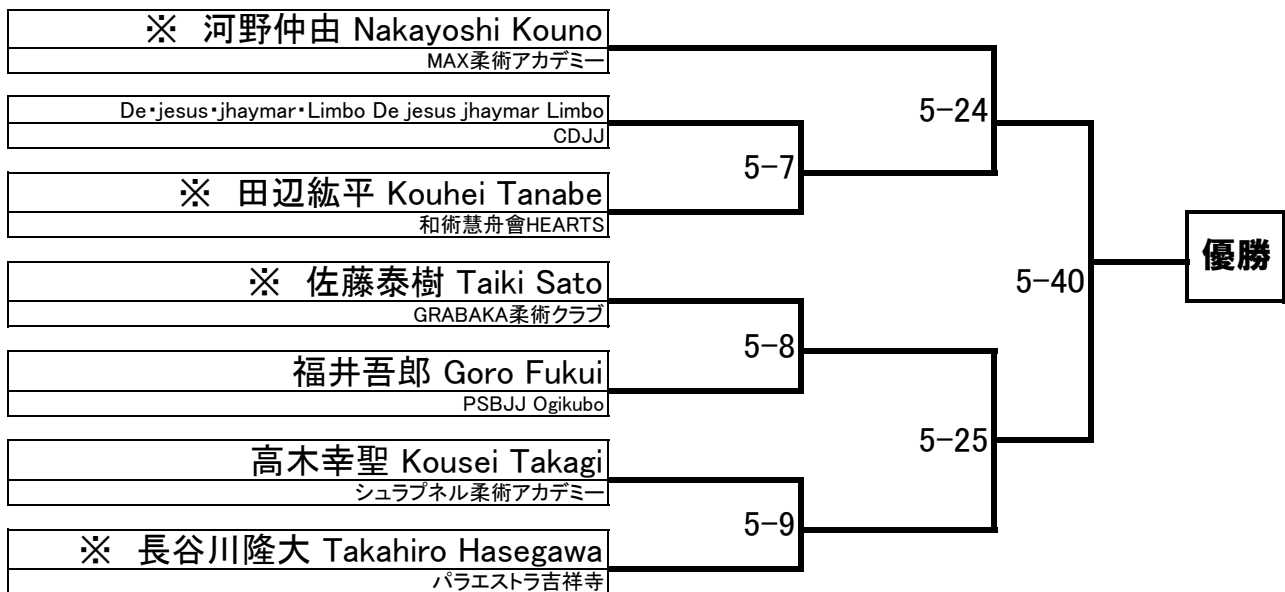 ※ 河野仲由 Nakayoshi Kouno
MAX柔術アカデミー
De・jesus・jhaymar・Limbo De jesus jhaymar Limbo
CDJJ
※ 田辺紘平 Kouhei Tanabe
和術慧舟會HEARTS
※ 佐藤泰樹 Taiki Sato
GRABAKA柔術クラブ
福井吾郎 Goro Fukui
PSBJJ Ogikubo
高木幸聖 Kousei Takagi
シュラプネル柔術アカデミー
※ 長谷川隆大 Takahiro Hasegawa
パラエストラ吉祥寺
5-7
5-8
5-9
5-24
5-25
5-40
優勝